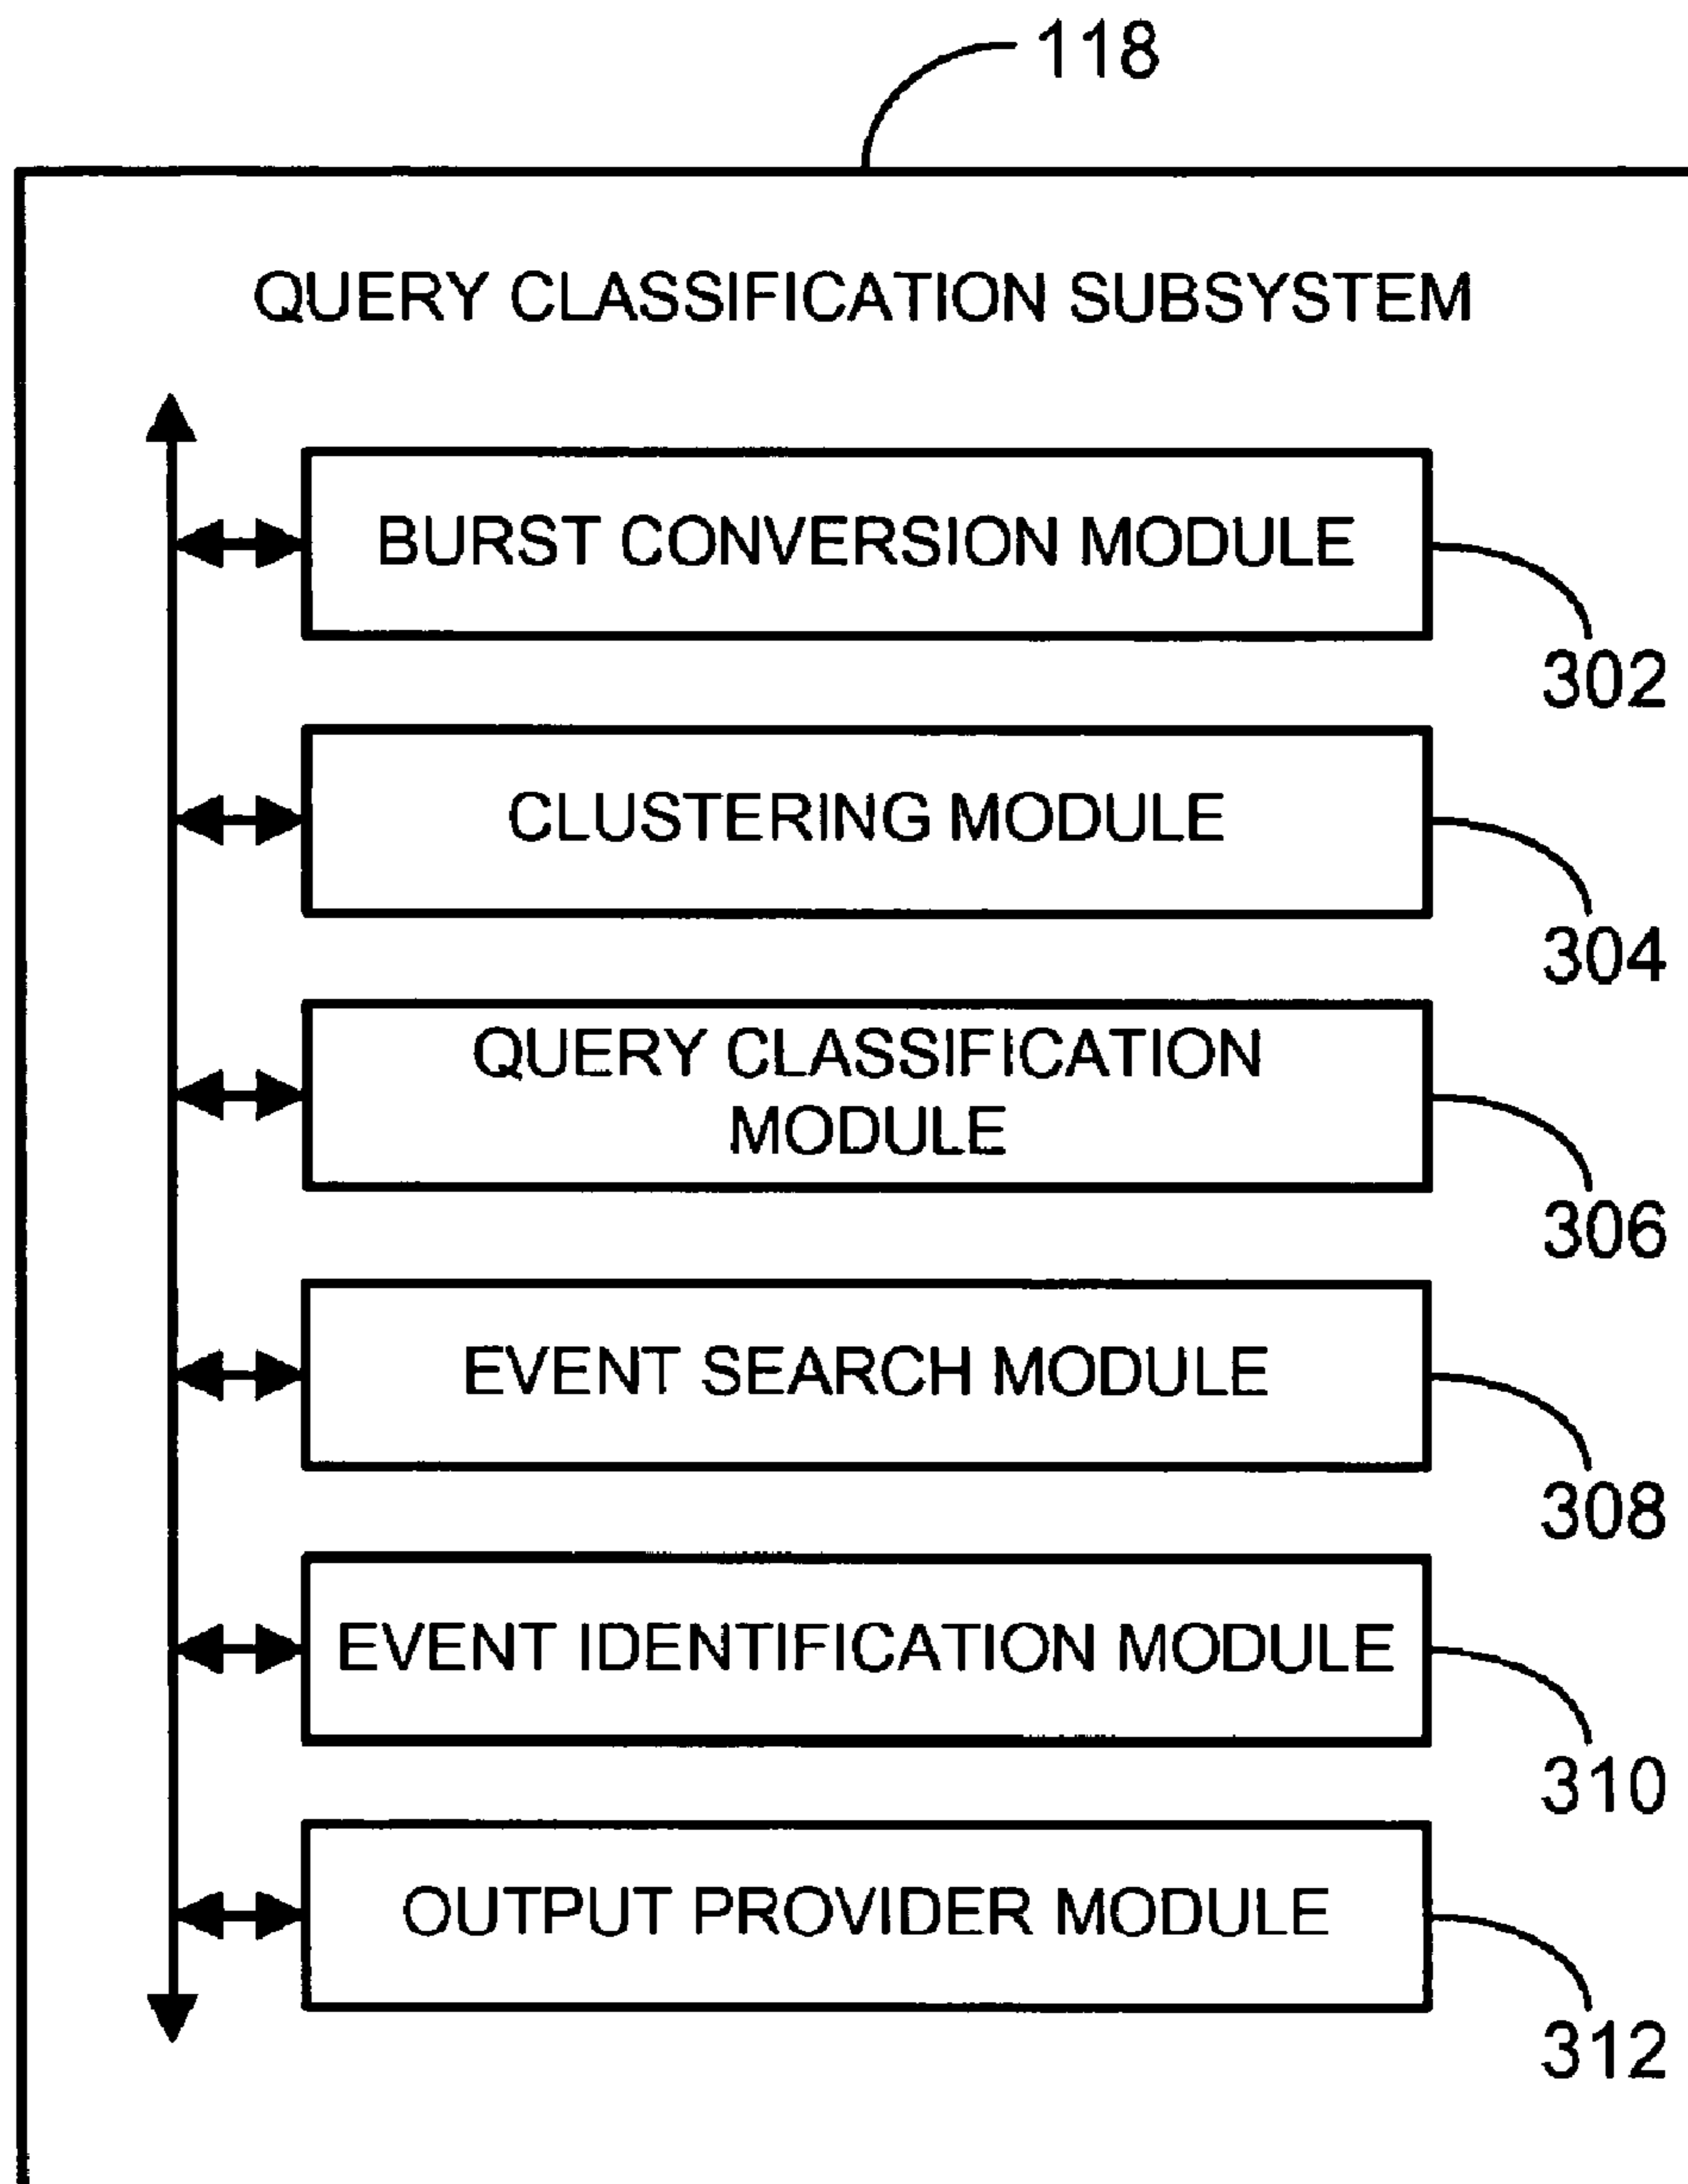 118
QUERY CLASSIFICATION SUBSYSTEM
BURST CONVERSION MODULE
302
CLUSTERING MODULE
304
QUERY CLASSIFICATION
MODULE
306
EVENT SEARCH MODULE
308
EVENT IDENTIFICATION MODULE
310
OUTPUT PROVIDER MODULE
312